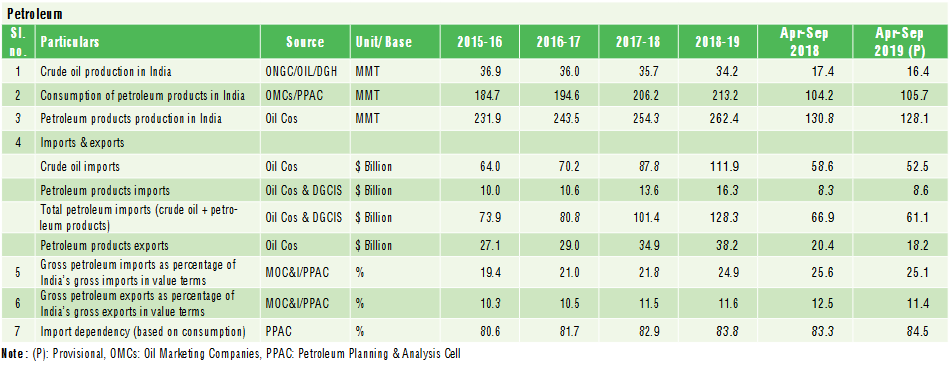 Petroleum
Sl. no. Particulars Source Unit/ Base 2015-16 2016-17 2017-18 2018-19 Apr-Sep 2018 Apr-Sep 2019 (P)
1 Crude oil production in India ONGC/OIL/DGH MMT 36.9 36.0 35.7 34.2 17.4 16.4
2 Consumption of petroleum products in India OMCs/PPAC MMT 184.7 194.6 206.2 213.2 104.2 105.7
3 Petroleum products production in India Oil Cos MMT 231.9 243.5 254.3 262.4 130.8 128.1
4 Imports & exports
Crude oil imports Oil Cos $ Billion 64.0 70.2 87.8 111.9 58.6 52.5
Petroleum products imports Oil Cos & DGCIS $ Billion 10.0 10.6 13.6 16.3 8.3 8.6
Total petroleum imports (crude oil + petro-
leum products) Oil Cos & DGCIS $ Billion 73.9 80.8 101.4 128.3 66.9 61.1
Petroleum products exports Oil Cos $ Billion 27.1 29.0 34.9 38.2 20.4 18.2
5 Gross petroleum imports as percentage of
India's gross imports in value terms MOC&I/PPAC % 19.4 21.0 21.8 24.9 25.6 25.1
6 Gross petroleum exports as percentage of
India's gross exports in value terms MOC&I/PPAC % 10.3 10.5 11.5 11.6 12.5 11.4
7 Import dependency (based on consumption) PPAC % 80.6 81.7 82.9 83.8 83.3 84.5
Note: (P): Provisional, OMCs: Oil Marketing Companies, PPAC: Petroleum Planning & Analysis Cell